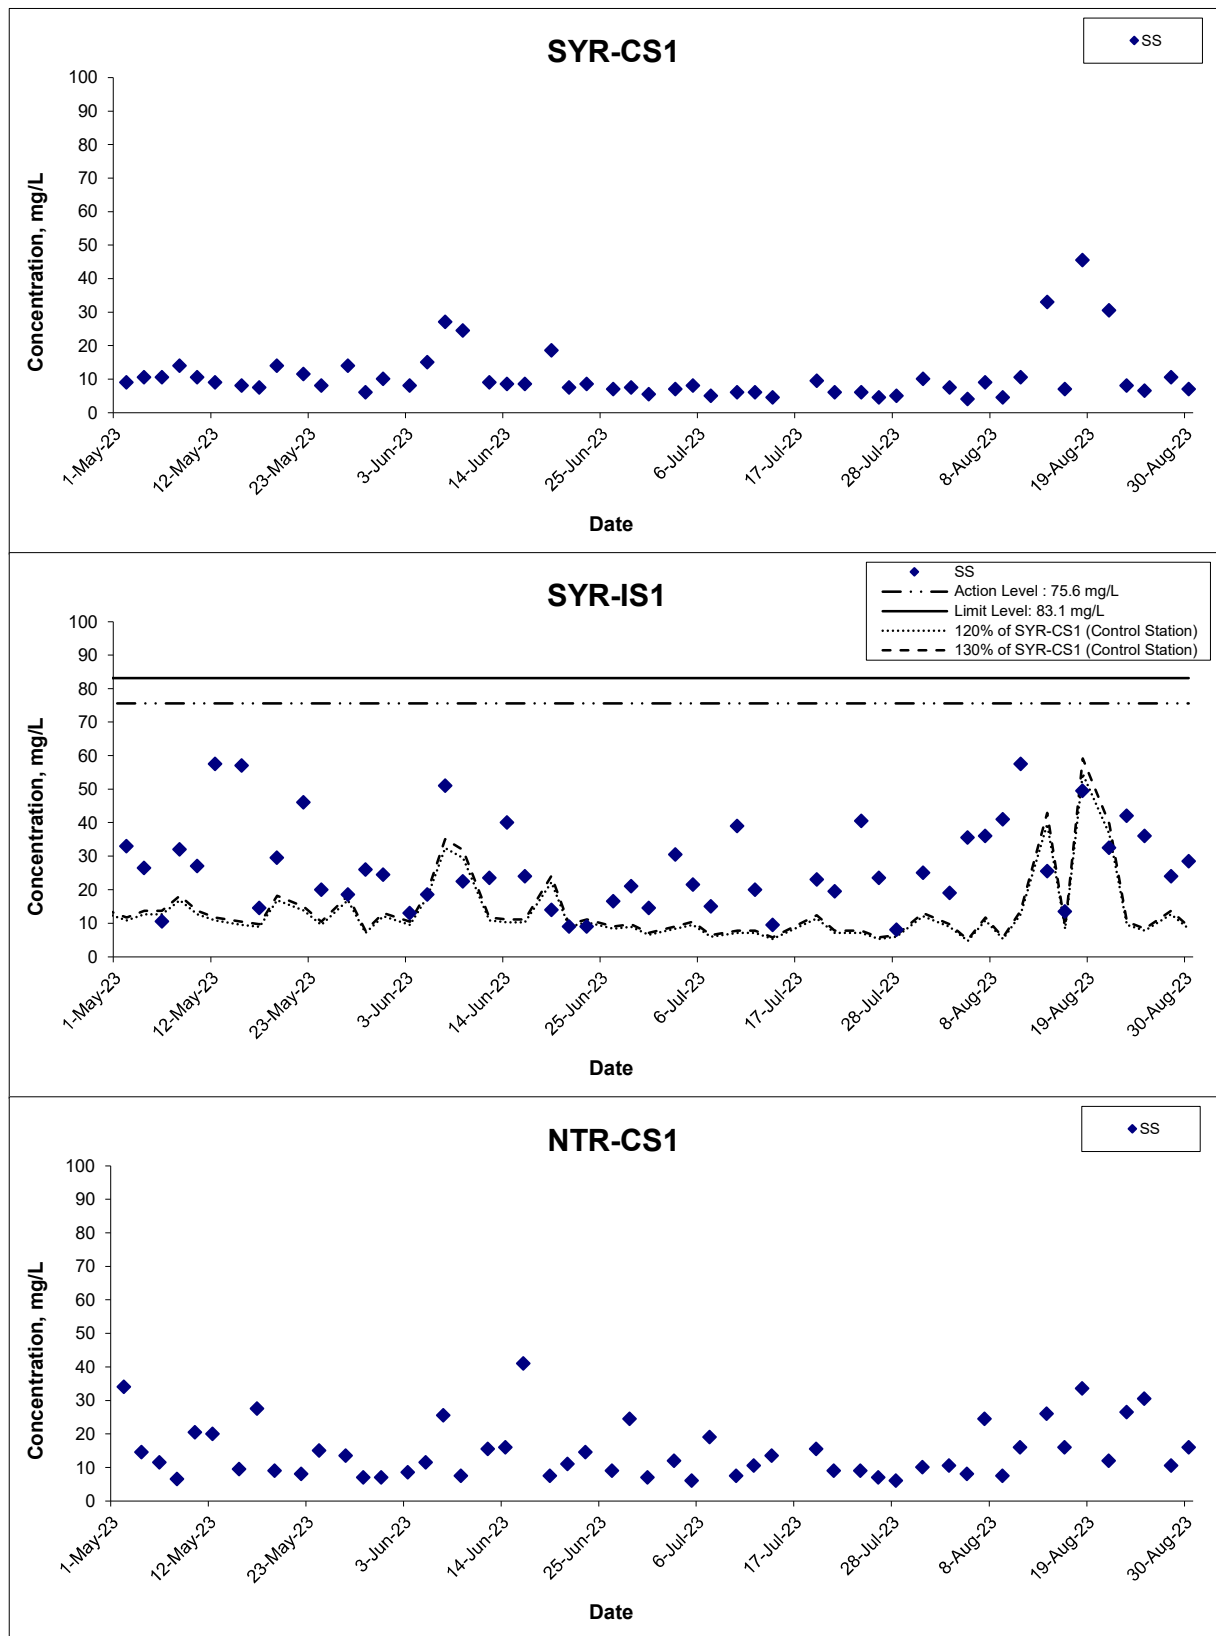 SYR-CS1
SS
100
90
80
70
60
50
40
30
20
10
0
Concentration, mg/L
1-May-23
12-May-23
23-May-23
3-Jun-23
14-Jun-23
25-Jun-23
6-Jul-23
17-Jul-23
28-Jul-23
8-Aug-23
19-Aug-23
30-Aug-23
Date
SYR-IS1
SS
Action Level : 75.6 mg/L
Limit Level: 83.1 mg/L
120% of SYR-CS1 (Control Station)
130% of SYR-CS1 (Control Station)
100
90
80
70
60
50
40
30
20
10
0
Concentration, mg/L
1-May-23
12-May-23
23-May-23
3-Jun-23
14-Jun-23
25-Jun-23
6-Jul-23
17-Jul-23
28-Jul-23
8-Aug-23
19-Aug-23
30-Aug-23
Date
NTR-CS1
SS
100
90
80
70
60
50
40
30
20
10
0
Concentration, mg/L
1-May-23
12-May-23
23-May-23
3-Jun-23
14-Jun-23
25-Jun-23
6-Jul-23
17-Jul-23
28-Jul-23
8-Aug-23
19-Aug-23
30-Aug-23
Date